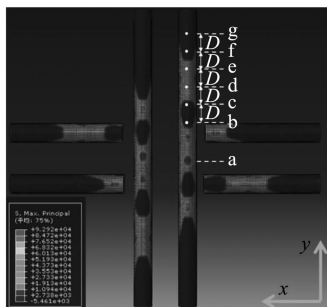 g
D
f
D
e
D
d
D
c
D
b
a
S, Max. Principal
(平均: 75%)
+9.292e+04
+8.472e+04
+7.652e+04
+6.832e+04
+6.013e+04
+5.193e+04
+4.373e+04
+3.553e+04
+2.733e+04
+1.913e+04
+1.094e+04
+2.738e+03
-5.461e+03
y
x